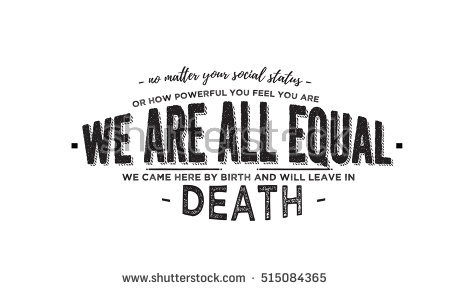 - no matter your social status -
OR HOW POWERFUL YOU FEEL YOU ARE
WE ARE ALL EQUAL
WE CAME HERE BY BIRTH AND WILL LEAVE IN
- DEATH -
shutterstock
www.shutterstock.com · 515084365